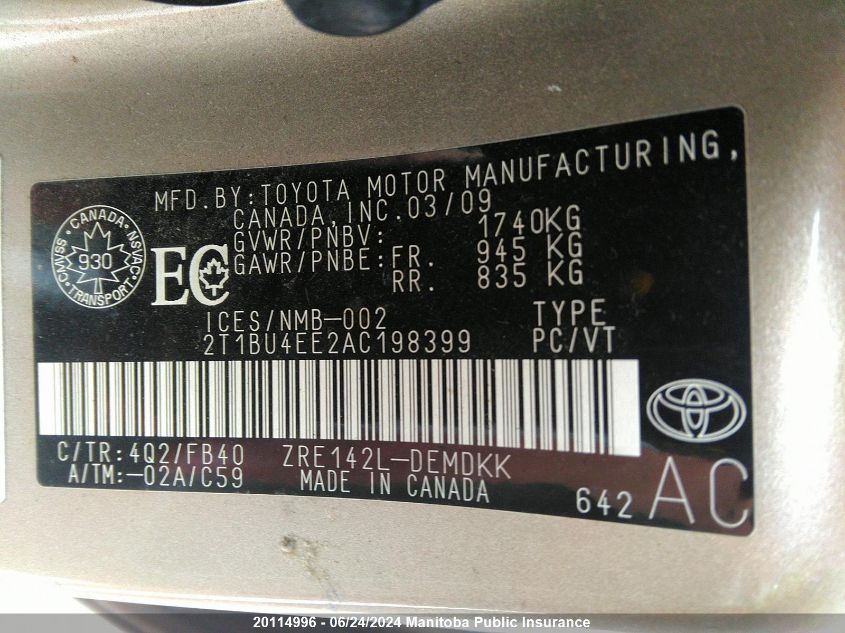 MFD.BY:TOYOTA MOTOR MANUFACTURING,
CANADA,INC.03/09
GVWR/PNBV: 1740KG
GAWR/PNBE: FR. 945 KG
RR. 835 KG
CANADA
CMVSS 930 NSVAC
TRANSPORT
EC
ICES/NMB-002 TYPE
2T1BU4EE2AC198399 PC/VT
C/TR:4Q2/FB40 ZRE142L-DEMDKK
A/TM:-02A/C59 MADE IN CANADA
642 AC
20114996 - 06/24/2024 Manitoba Public Insurance